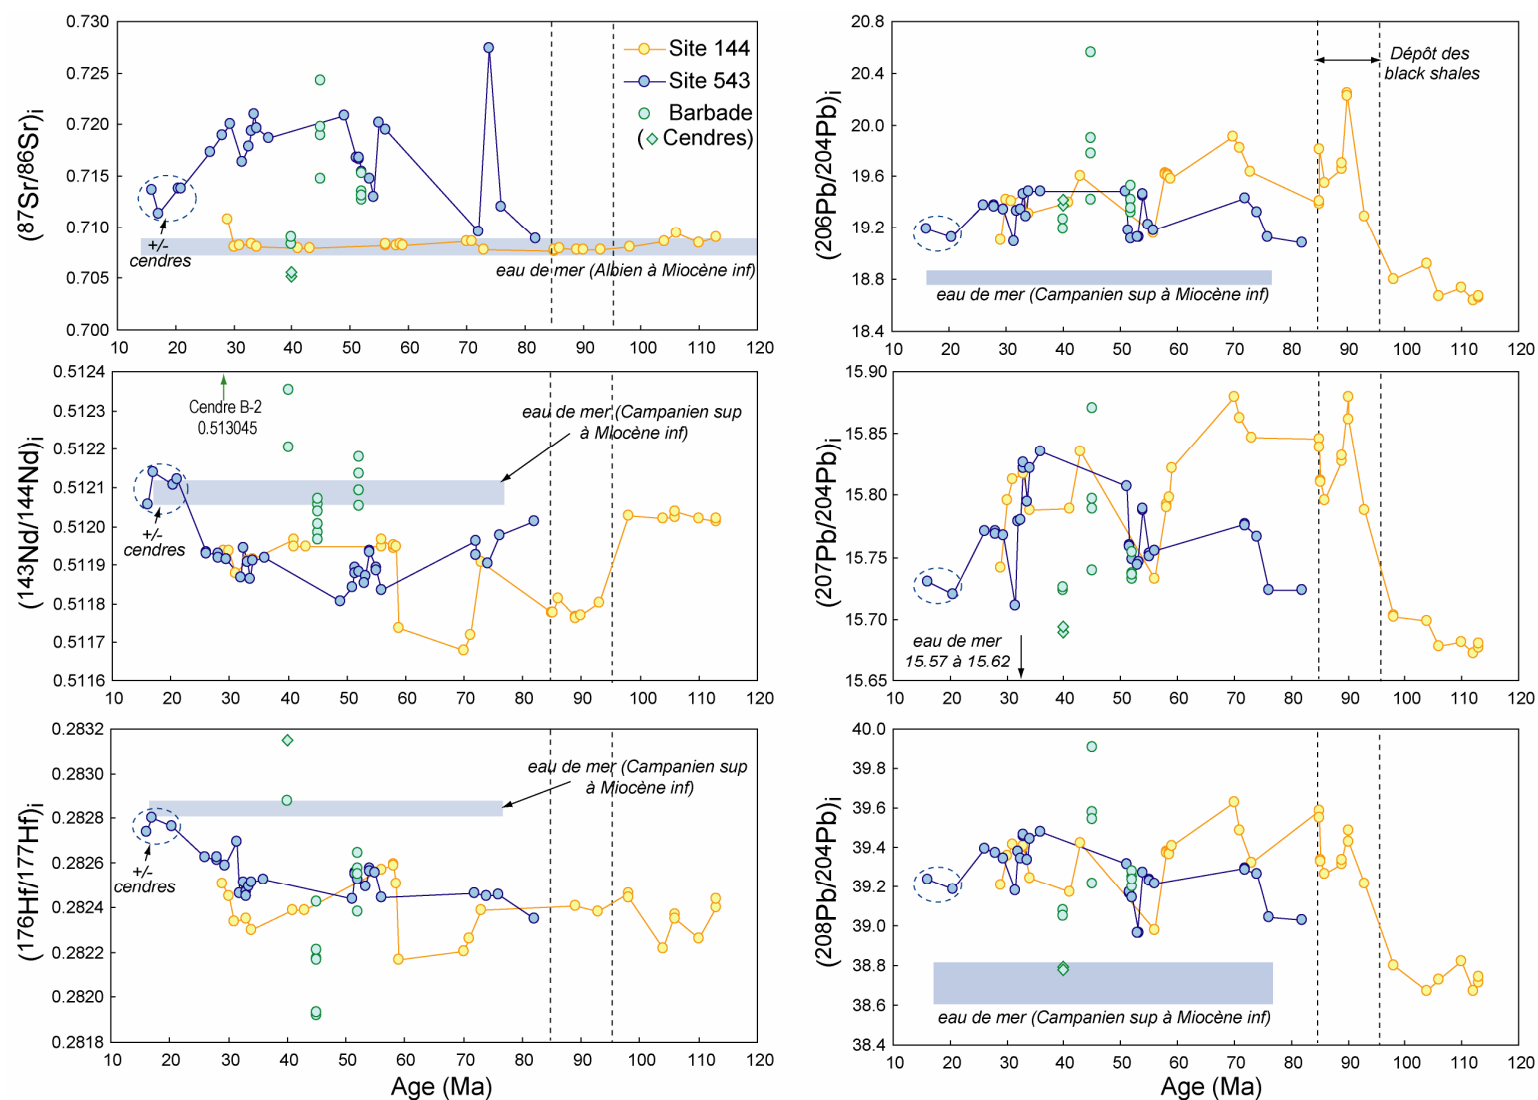 (87Sr/86Sr)i
0.730
0.725
0.720
0.715
0.710
0.705
0.700
Site 144
Site 543
Barbade
( Cendres)
+/-
cendres
eau de mer (Albien à Miocène inf)
10 20 30 40 50 60 70 80 90 100 110 120
(206Pb/204Pb)i
20.8
20.4
20.0
19.6
19.2
18.8
18.4
Dépôt des
black shales
eau de mer (Campanien sup à Miocène inf)
10 20 30 40 50 60 70 80 90 100 110 120
(143Nd/144Nd)i
0.5124
0.5123
0.5122
0.5121
0.5120
0.5119
0.5118
0.5117
0.5116
Cendre B-2
0.513045
eau de mer (Campanien sup
à Miocène inf)
+/-
cendres
10 20 30 40 50 60 70 80 90 100 110 120
(207Pb/204Pb)i
15.90
15.85
15.80
15.75
15.70
15.65
eau de mer
15.57 à 15.62
10 20 30 40 50 60 70 80 90 100 110 120
(176Hf/177Hf)i
0.2832
0.2830
0.2828
0.2826
0.2824
0.2822
0.2820
0.2818
eau de mer (Campanien sup
à Miocène inf)
+/-
cendres
10 20 30 40 50 60 70 80 90 100 110 120
Age (Ma)
(208Pb/204Pb)i
40.0
39.6
39.4
39.2
39.0
38.8
38.6
38.4
eau de mer (Campanien sup à Miocène inf)
10 20 30 40 50 60 70 80 90 100 110 120
Age (Ma)